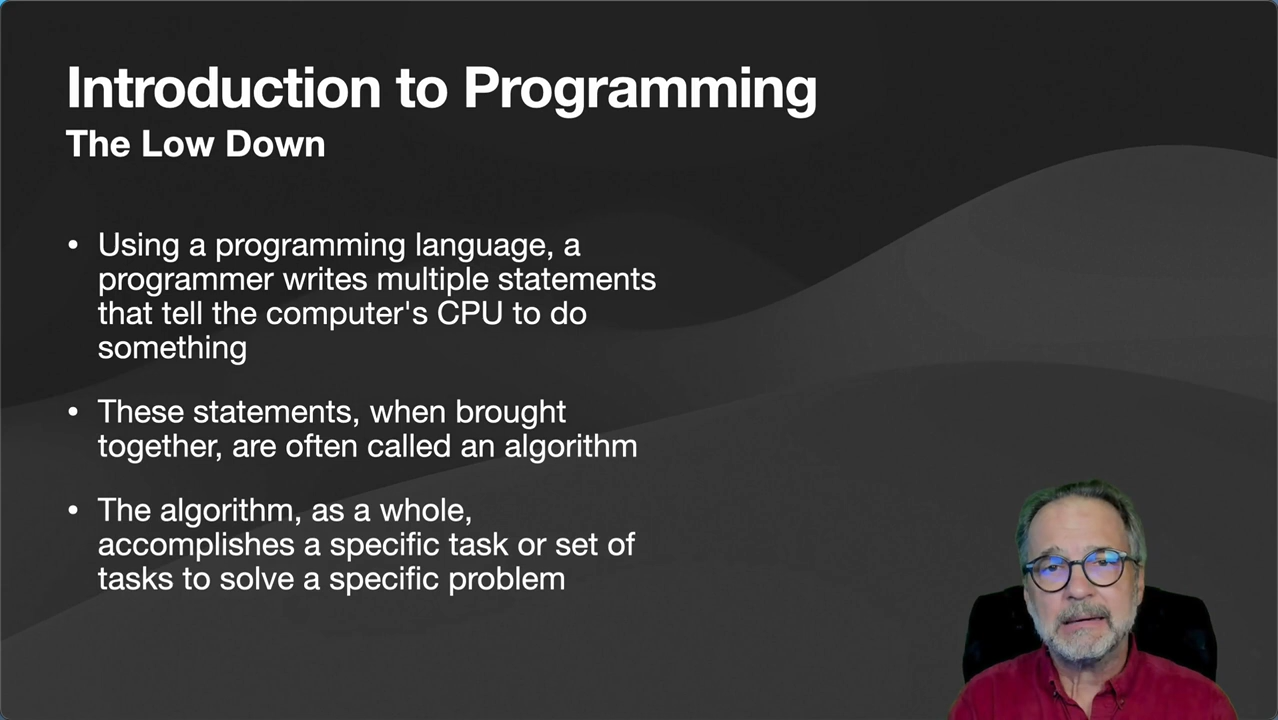 Introduction to Programming
The Low Down
• Using a programming language, a
programmer writes multiple statements
that tell the computer's CPU to do
something
• These statements, when brought
together, are often called an algorithm
• The algorithm, as a whole,
accomplishes a specific task or set of
tasks to solve a specific problem